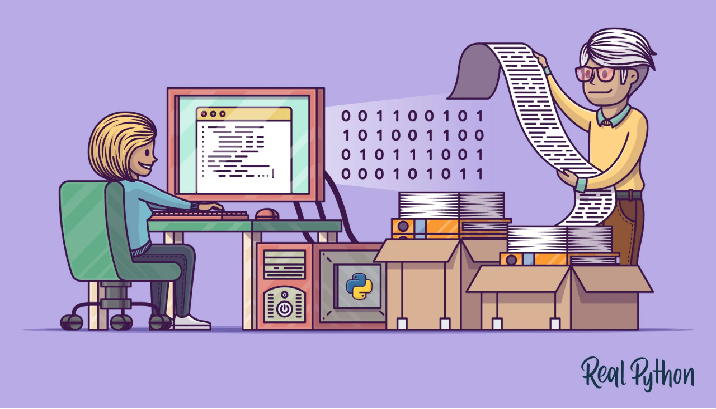 0 0 1 1 0 0 1 0 1
1 0 1 0 0 1 1 0 0
0 1 0 1 1 1 0 0 1
0 0 0 1 0 1 0 1 1
Real Python